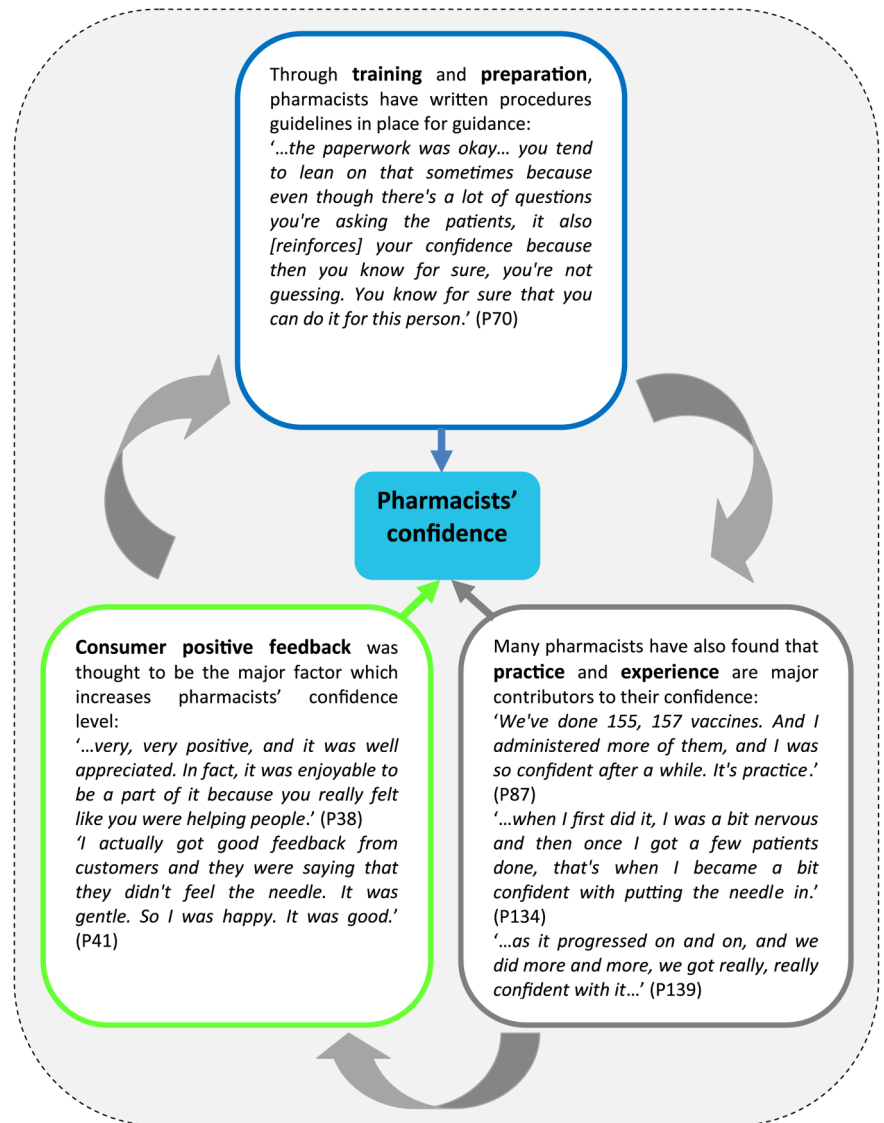 Through training and preparation,
pharmacists have written procedures
guidelines in place for guidance:
‘…the paperwork was okay… you tend
to lean on that sometimes because
even though there's a lot of questions
you're asking the patients, it also
[reinforces] your confidence because
then you know for sure, you're not
guessing. You know for sure that you
can do it for this person.’ (P70)
Pharmacists’
confidence
Consumer positive feedback was
thought to be the major factor which
increases pharmacists’ confidence
level:
‘…very, very positive, and it was well
appreciated. In fact, it was enjoyable to
be a part of it because you really felt
like you were helping people.’ (P38)
‘I actually got good feedback from
customers and they were saying that
they didn't feel the needle. It was
gentle. So I was happy. It was good.’
(P41)
Many pharmacists have also found that
practice and experience are major
contributors to their confidence:
‘We've done 155, 157 vaccines. And I
administered more of them, and I was
so confident after a while. It's practice.’
(P87)
‘…when I first did it, I was a bit nervous
and then once I got a few patients
done, that's when I became a bit
confident with putting the needle in.’
(P134)
‘…as it progressed on and on, and we
did more and more, we got really, really
confident with it…’ (P139)